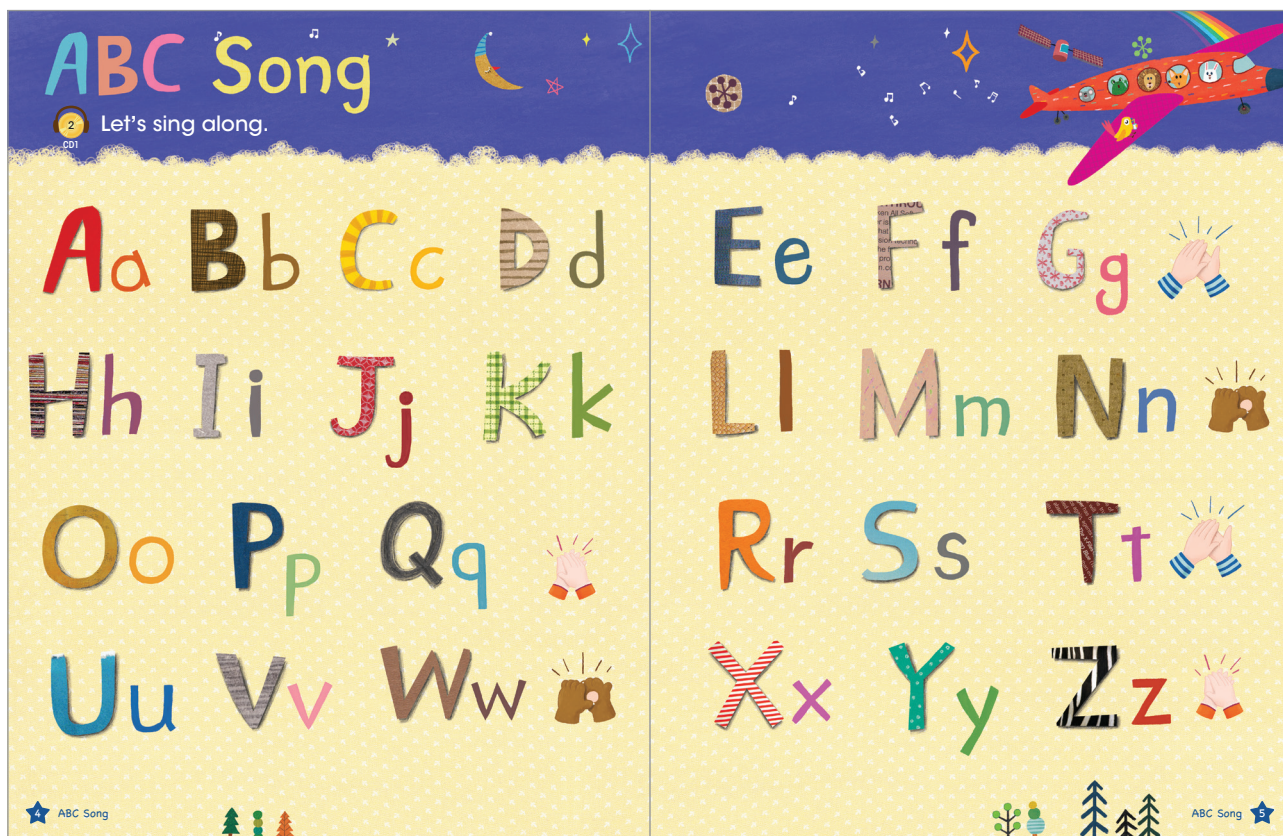 ABC Song
2
CD1
Let's sing along.
Aa Bb Cc Dd Ee Ff Gg
Hh Ii Jj Kk Ll Mm Nn
Oo Pp Qq Rr Ss Tt
Uu Vv Ww Xx Yy Zz
4 ABC Song
ABC Song 5